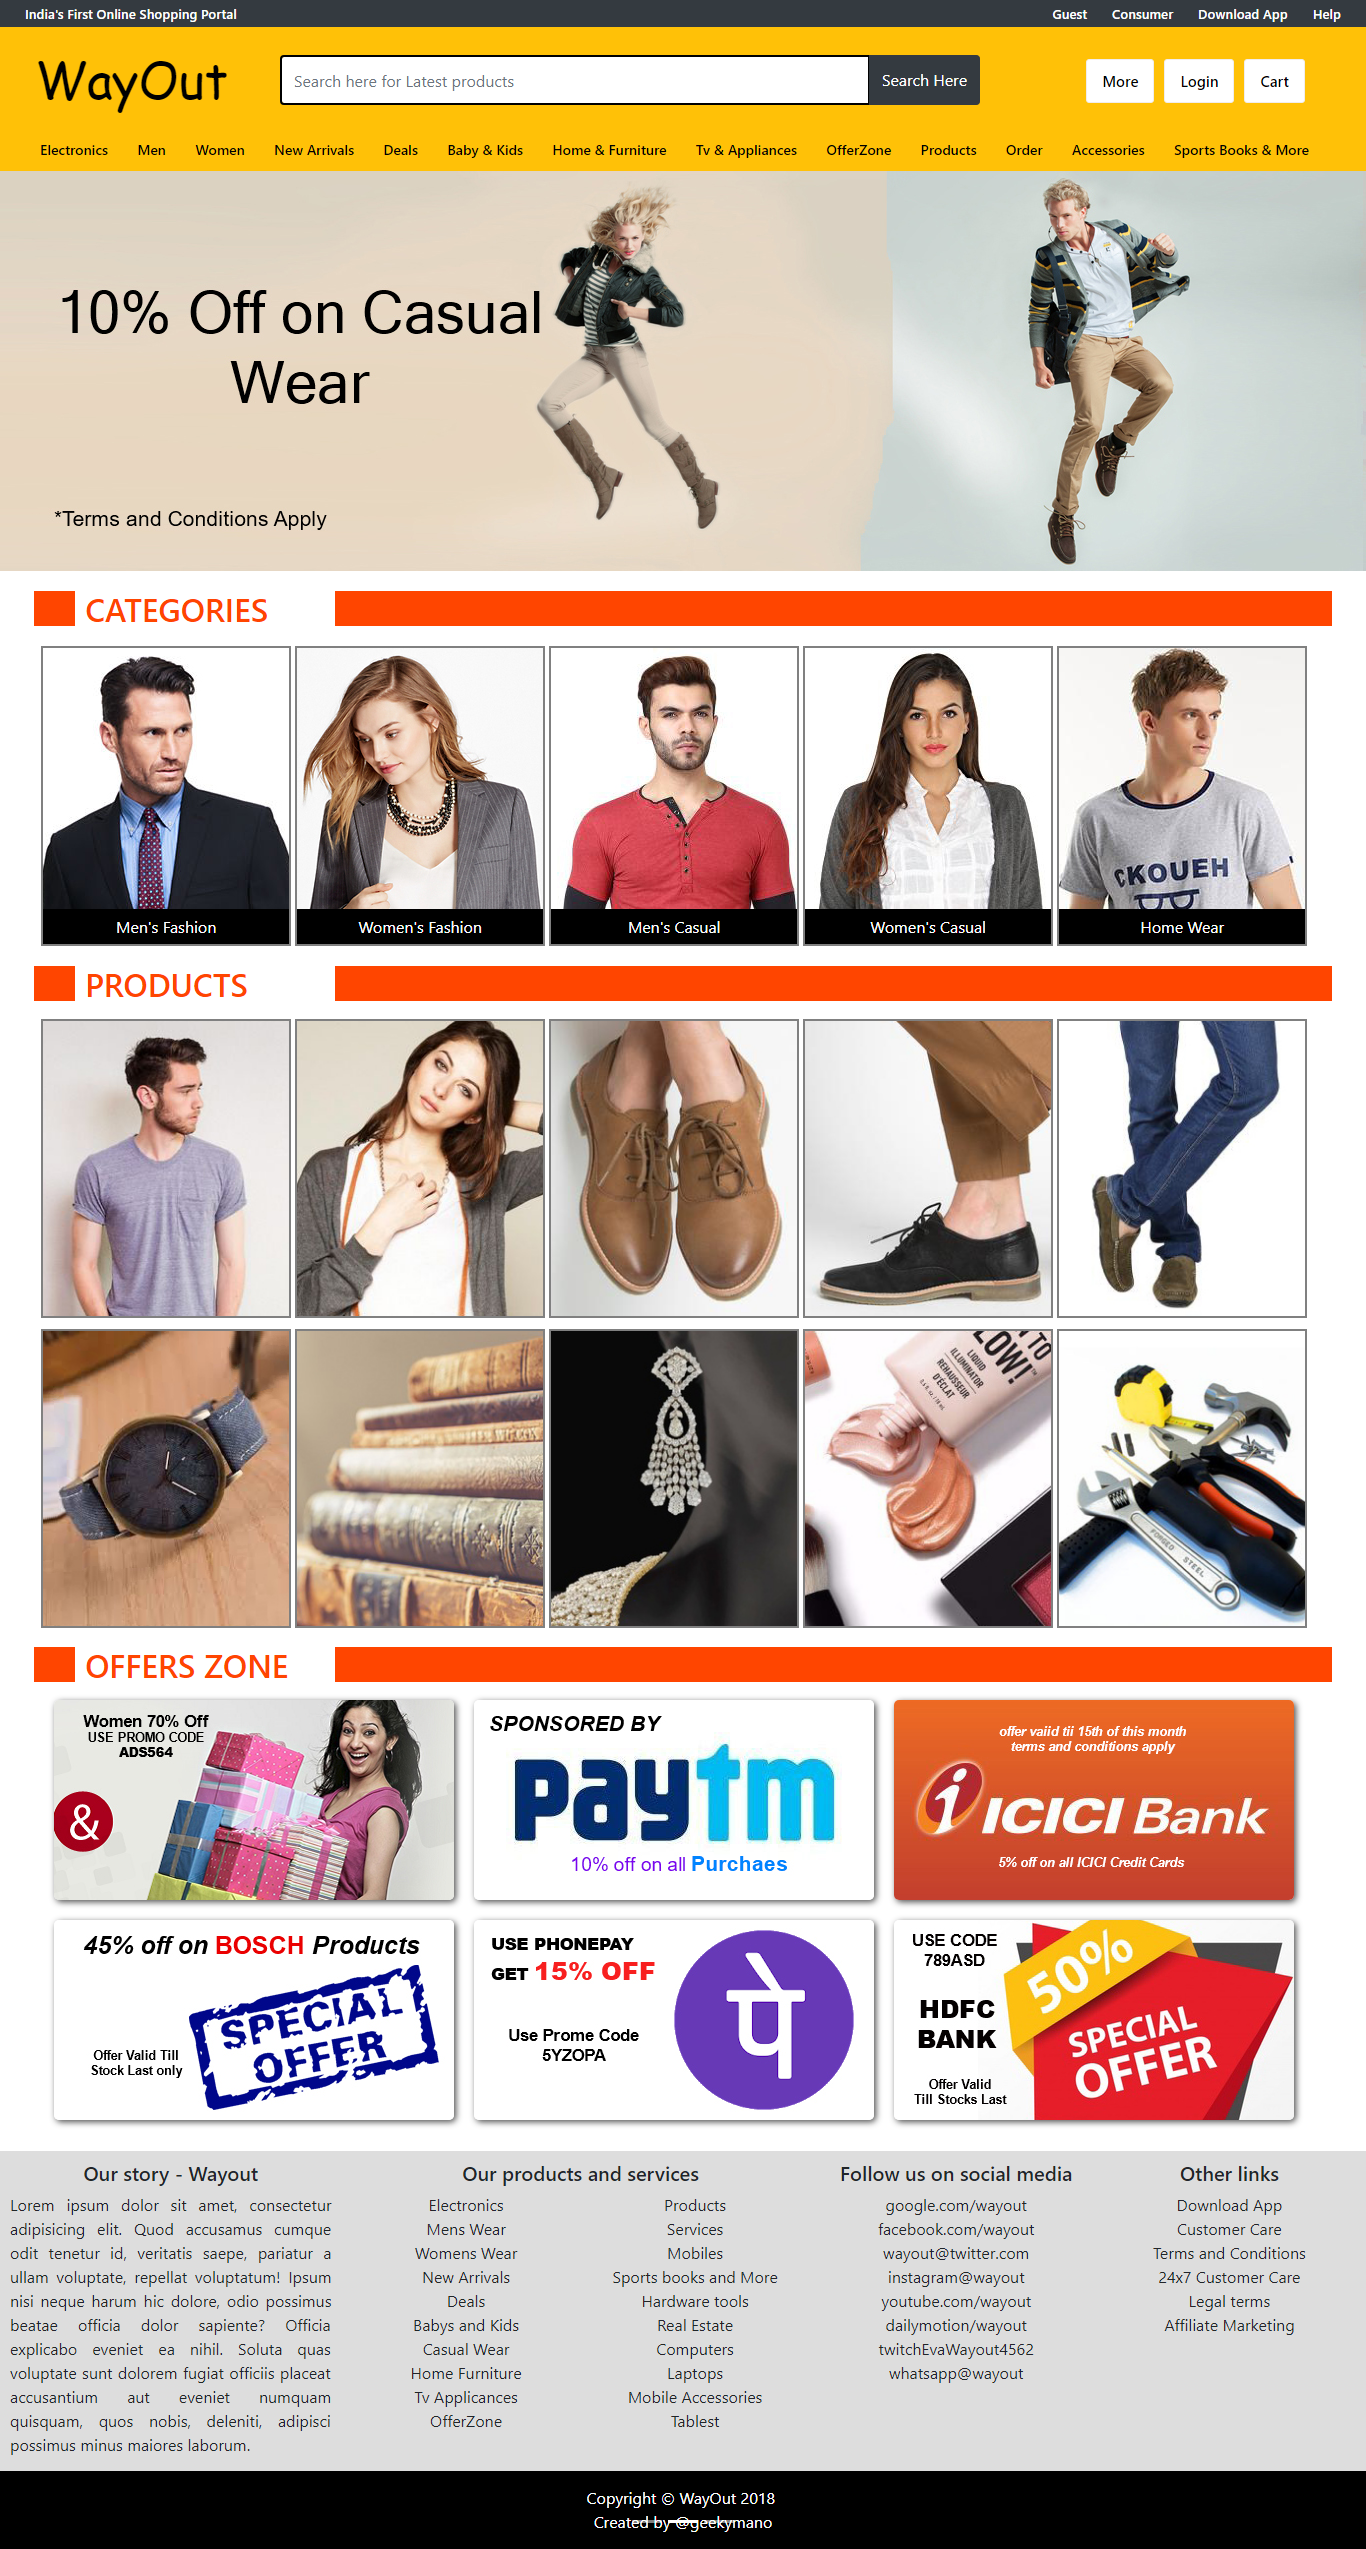 India's First Online Shopping Portal
Guest Consumer Download App Help
WayOut
Search here for Latest products
Search Here
More Login Cart
Electronics Men Women New Arrivals Deals Baby & Kids Home & Furniture Tv & Appliances OfferZone Products Order Accessories Sports Books & More
10% Off on Casual
Wear
*Terms and Conditions Apply
CATEGORIES
CKOUEH
Men's Fashion
Women's Fashion
Men's Casual
Women's Casual
Home Wear
PRODUCTS
TO
LOW!
LIQUID
ILLUMINATOR
REHAUSSEUR
D'ÉCLAT
FORGED STEEL
OFFERS ZONE
Women 70% Off
USE PROMO CODE
ADS564
&
SPONSORED BY
paytm
10% off on all Purchaes
offer vaiid tii 15th of this month
terms and conditions apply
i ICICI Bank
5% off on all ICICI Credit Cards
45% off on BOSCH Products
SPECIAL
OFFER
Offer Valid Till
Stock Last only
USE PHONEPAY
GET 15% OFF
Use Prome Code
5YZOPA
पे
USE CODE
789ASD
HDFC
BANK
Offer Valid
Till Stocks Last
50%
SPECIAL
OFFER
Our story - Wayout
Lorem ipsum dolor sit amet, consectetur
adipisicing elit. Quod accusamus cumque
odit tenetur id, veritatis saepe, pariatur a
ullam voluptate, repellat voluptatum! Ipsum
nisi neque harum hic dolore, odio possimus
beatae officia dolor sapiente? Officia
explicabo eveniet ea nihil. Soluta quas
voluptate sunt dolorem fugiat officiis placeat
accusantium aut eveniet numquam
quisquam, quos nobis, deleniti, adipisci
possimus minus maiores laborum.
Our products and services
Electronics
Mens Wear
Womens Wear
New Arrivals
Deals
Babys and Kids
Casual Wear
Home Furniture
Tv Applicances
OfferZone
Products
Services
Mobiles
Sports books and More
Hardware tools
Real Estate
Computers
Laptops
Mobile Accessories
Tablest
Follow us on social media
google.com/wayout
facebook.com/wayout
wayout@twitter.com
instagram@wayout
youtube.com/wayout
dailymotion/wayout
twitchEvaWayout4562
whatsapp@wayout
Other links
Download App
Customer Care
Terms and Conditions
24x7 Customer Care
Legal terms
Affiliate Marketing
Copyright © WayOut 2018
Created by @geekymano